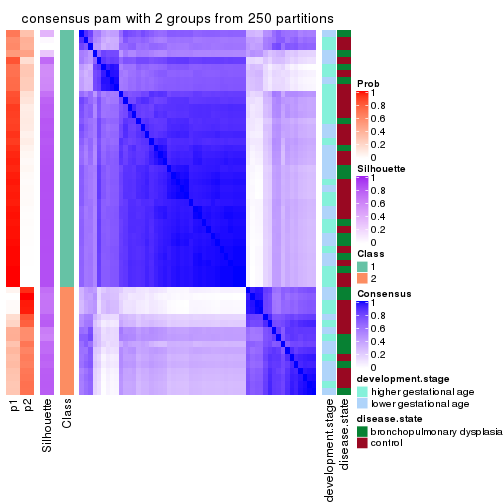 consensus pam with 2 groups from 250 partitions
Prob
1
0.8
0.6
0.4
0.2
0
Silhouette
1
0.8
0.6
0.4
0.2
0
Class
1
2
Consensus
1
0.8
0.6
0.4
0.2
0
development.stage
higher gestational age
lower gestational age
disease.state
bronchopulmonary dysplasia
control
p1
p2
Silhouette
Class
development.stage
disease.state